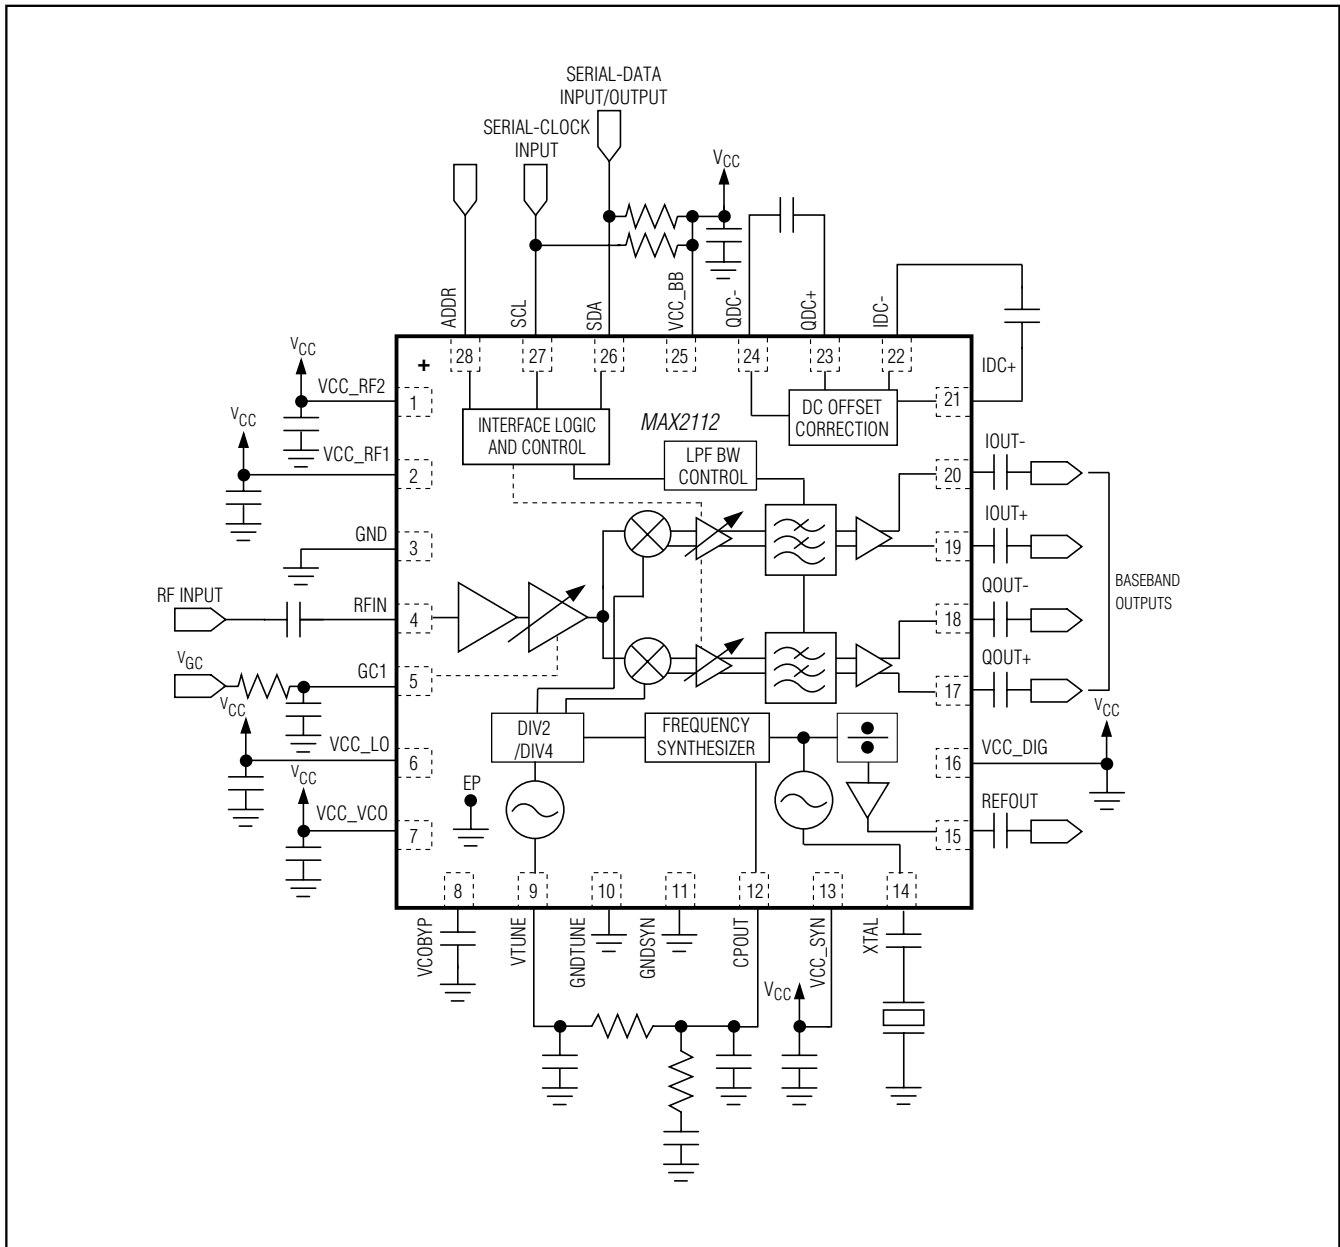 SERIAL-DATA
INPUT/OUTPUT
SERIAL-CLOCK
INPUT
VCC
ADDR
SCL
SDA
VCC_BB
QDC-
QDC+
IDC-
28
27
26
25
24
23
22
+
VCC
VCC_RF2
1
VCC
VCC_RF1
2
GND
3
RF INPUT
RFIN
4
VGC
GC1
5
VCC
VCC_LO
6
VCC
VCC_VCO
7
INTERFACE LOGIC
AND CONTROL
MAX2112
DC OFFSET
CORRECTION
LPF BW
CONTROL
DIV2
/DIV4
FREQUENCY
SYNTHESIZER
EP
IDC+
21
IOUT-
20
IOUT+
19
QOUT-
18
QOUT+
17
BASEBAND
OUTPUTS
VCC
VCC_DIG
16
REFOUT
15
8
9
10
11
12
13
14
VCOBYP
VTUNE
GNDTUNE
GNDSYN
CPOUT
VCC_SYN
XTAL
VCC